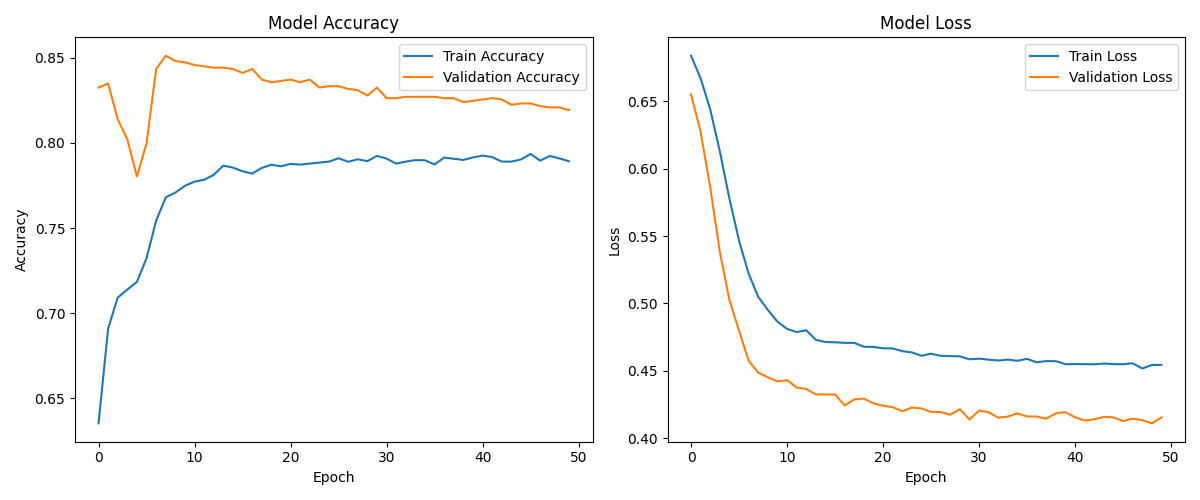 Model Accuracy
Train Accuracy
Validation Accuracy
0.85
0.80
0.75
0.70
0.65
Accuracy
0 10 20 30 40 50
Epoch
Model Loss
Train Loss
Validation Loss
0.65
0.60
0.55
0.50
0.45
0.40
Loss
0 10 20 30 40 50
Epoch